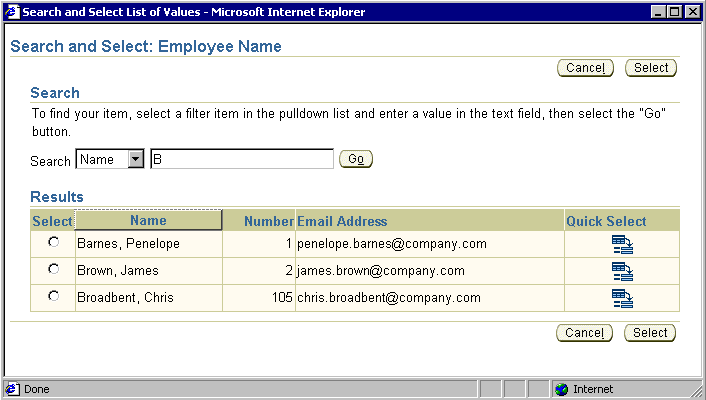 Search and Select List of Values - Microsoft Internet Explorer
Search and Select: Employee Name
Cancel Select
Search
To find your item, select a filter item in the pulldown list and enter a value in the text field, then select the "Go"
button.
Search Name B Go
Results
Select Name Number Email Address Quick Select
Barnes, Penelope 1 penelope.barnes@company.com
Brown, James 2 james.brown@company.com
Broadbent, Chris 105 chris.broadbent@company.com
Cancel Select
Done Internet